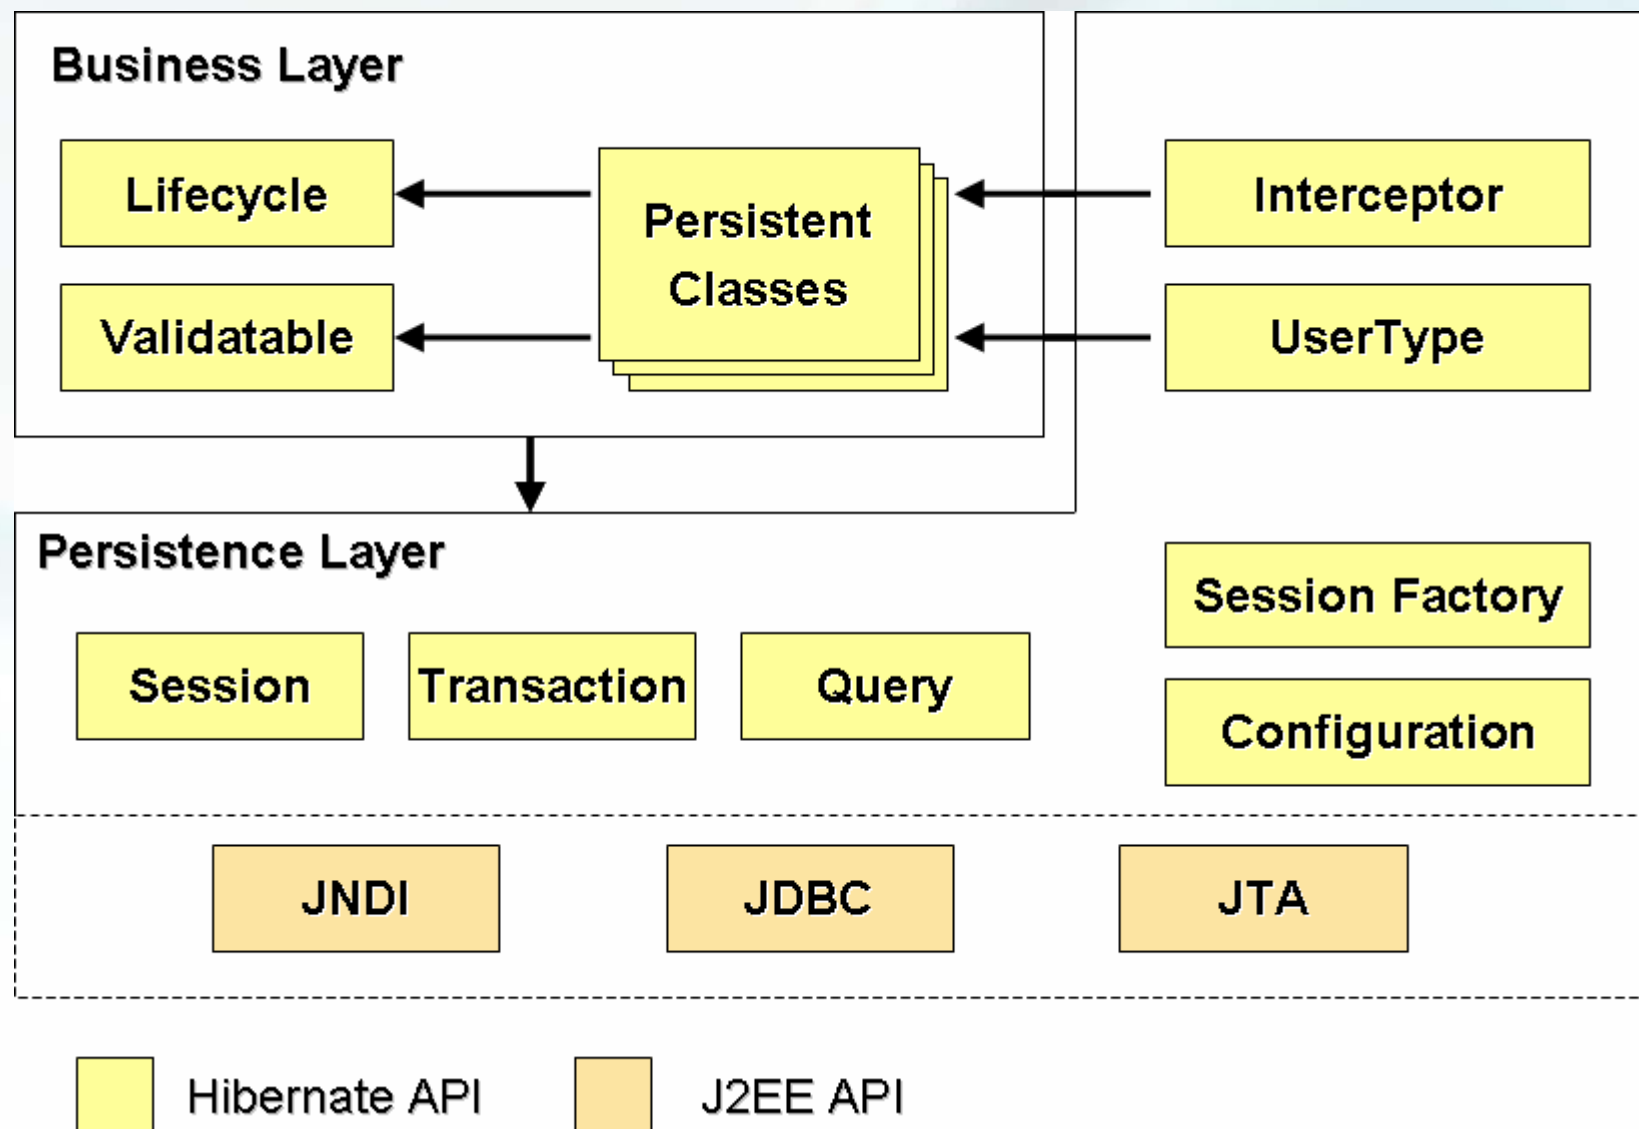 Business Layer
Lifecycle
Persistent
Classes
Interceptor
Validatable
UserType
Persistence Layer
Session Factory
Session
Transaction
Query
Configuration
JNDI
JDBC
JTA
Hibernate API
J2EE API